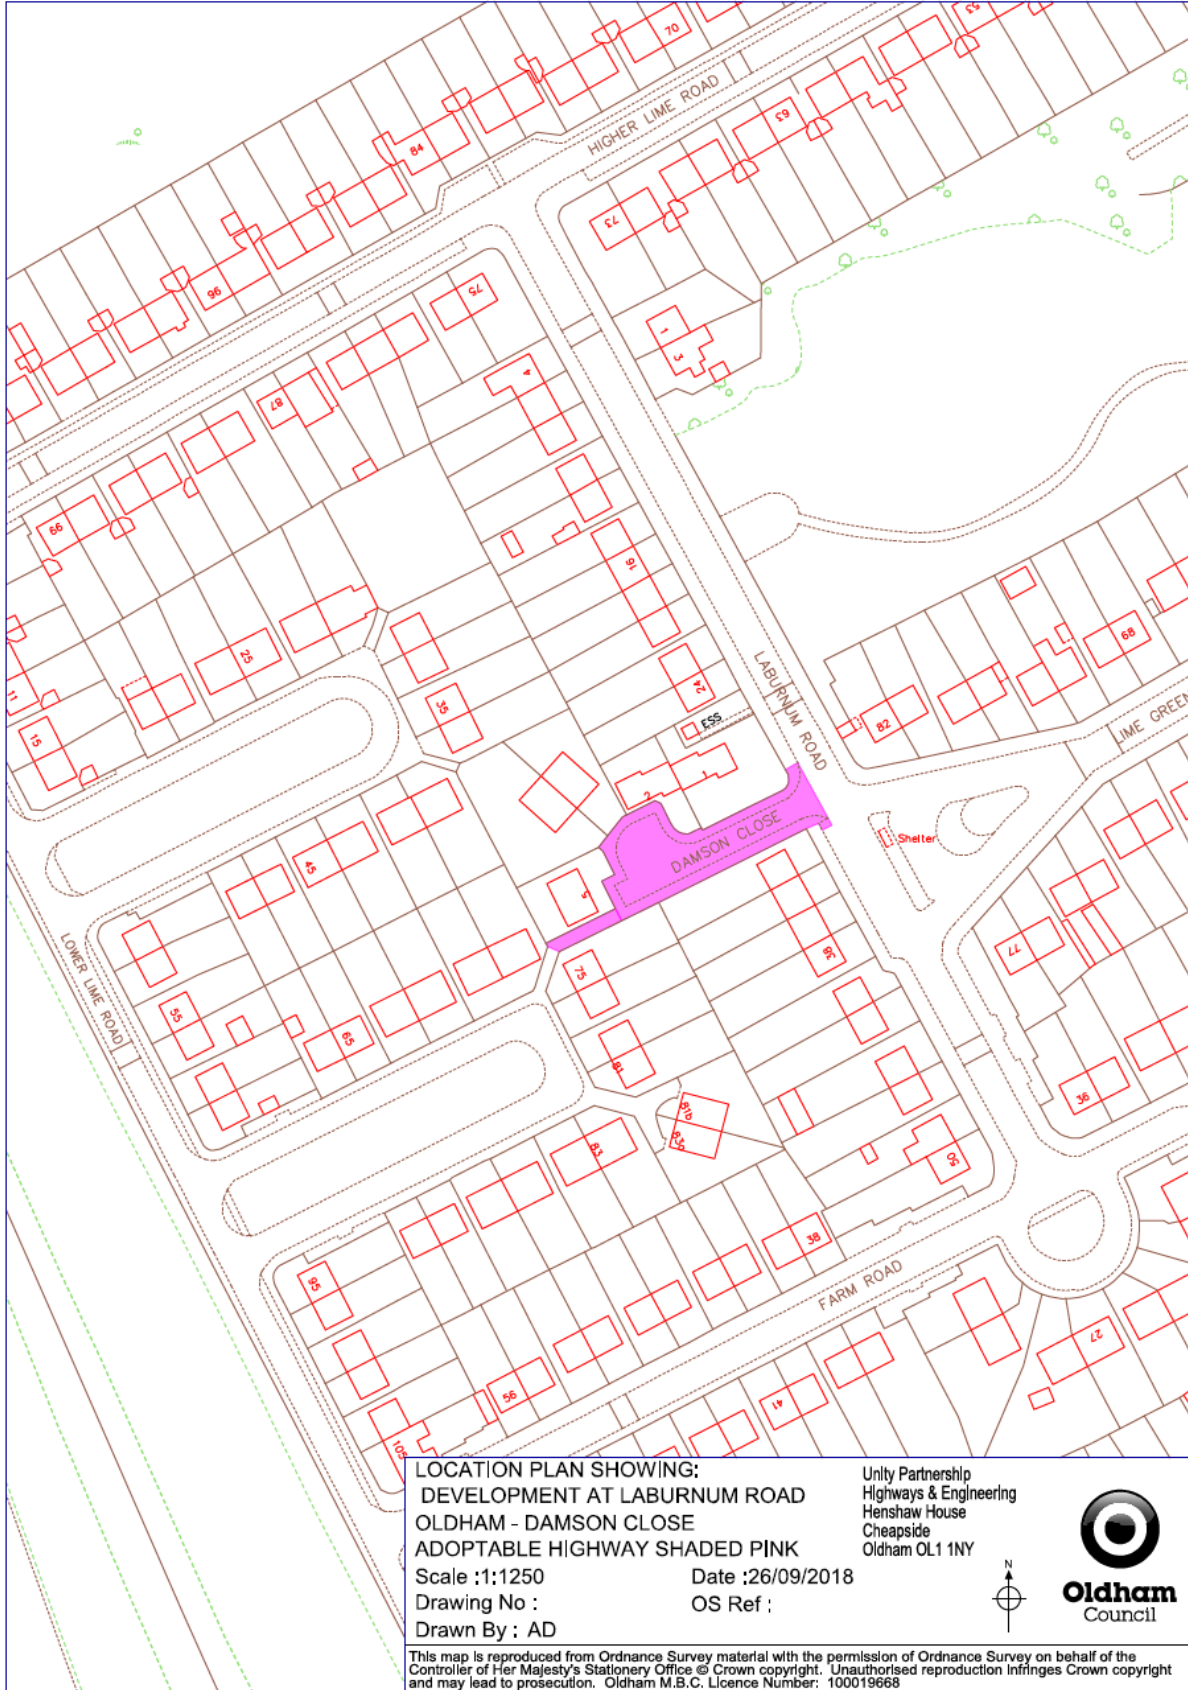 70
53
HIGHER LIME ROAD
63
84
73
96
75
1
3
4
87
66
16
25
11
35
15
24
ESS
LABURNUM ROAD
68
82
LIME GREEN
1
2
DAMSON CLOSE
Shelter
45
5
38
77
LOWER LIME ROAD
75
55
65
81
81b
83a
36
83
50
95
38
FARM ROAD
27
56
41
105
LOCATION PLAN SHOWING:
DEVELOPMENT AT LABURNUM ROAD
OLDHAM - DAMSON CLOSE
ADOPTABLE HIGHWAY SHADED PINK
Scale :1:1250
Date :26/09/2018
Drawing No :
OS Ref :
Drawn By : AD
Unity Partnership
Highways & Engineering
Henshaw House
Cheapside
Oldham OL1 1NY
N
Oldham
Council
This map is reproduced from Ordnance Survey material with the permission of Ordnance Survey on behalf of the
Controller of Her Majesty's Stationery Office © Crown copyright. Unauthorised reproduction infringes Crown copyright
and may lead to prosecution. Oldham M.B.C. Licence Number: 100019668